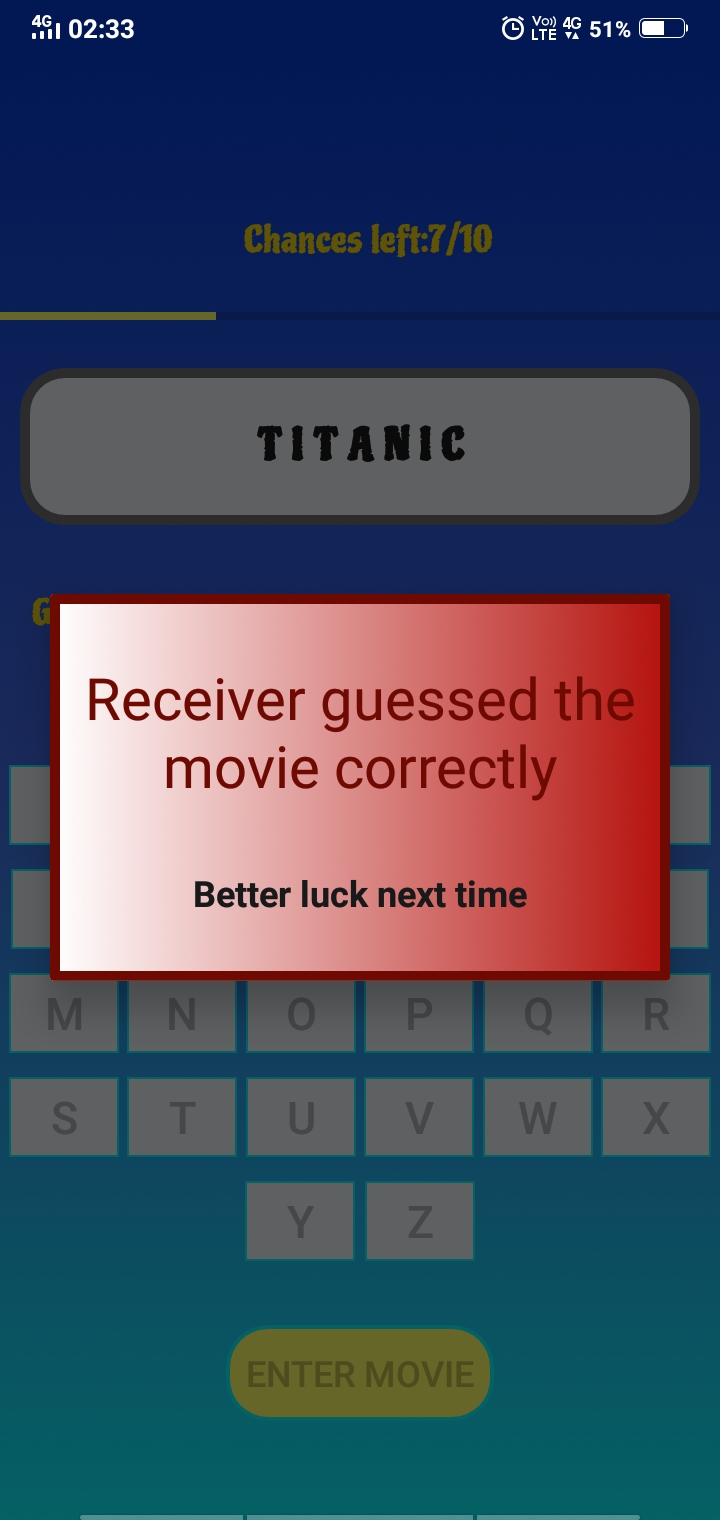 4G 02:33 Vo)) LTE 4G 51%
Chances left:7/10
TITANIC
G
Receiver guessed the
movie correctly
Better luck next time
M N O P Q R
S T U V W X
Y Z
ENTER MOVIE